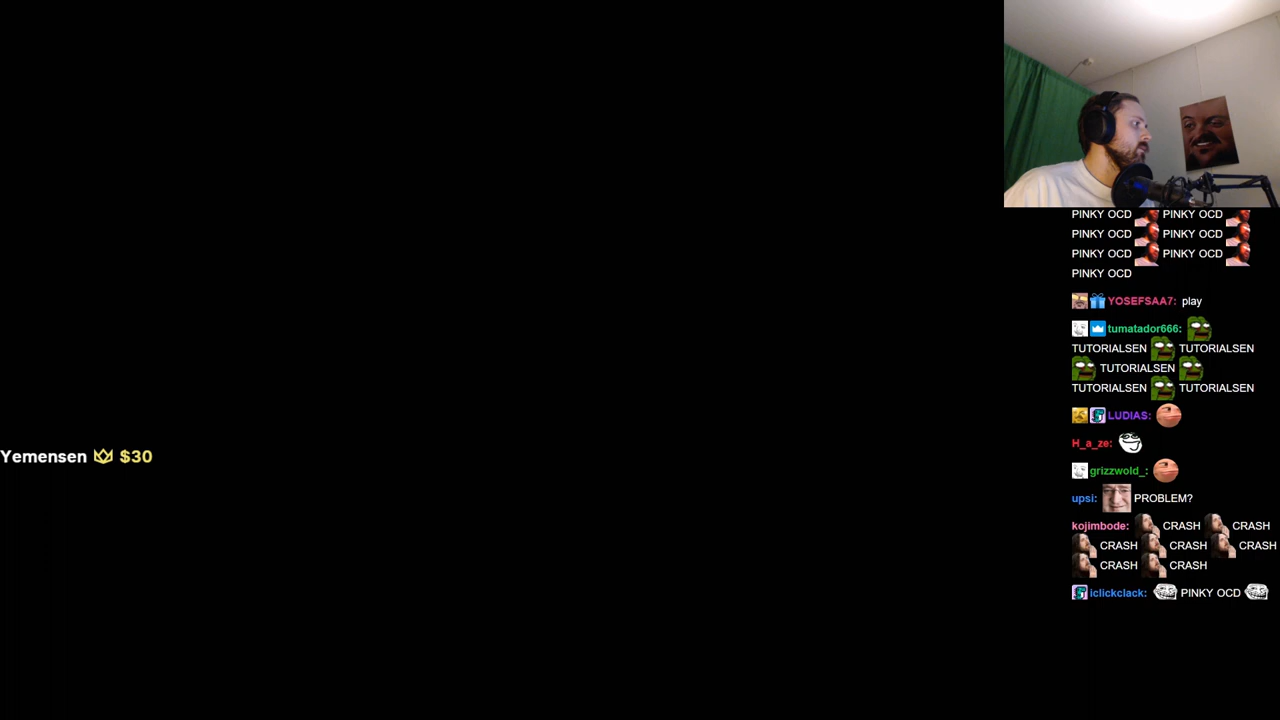 PINKY OCD PINKY OCD
PINKY OCD PINKY OCD
PINKY OCD PINKY OCD
PINKY OCD
YOSEFSAA7: play
tumatador666:
TUTORIALSEN TUTORIALSEN
TUTORIALSEN
TUTORIALSEN TUTORIALSEN
LUDIAS:
H_a_ze:
Yemensen $30
grizzwold_:
upsi: PROBLEM?
kojimbode: CRASH CRASH
CRASH CRASH CRASH
CRASH CRASH
iclickclack: PINKY OCD